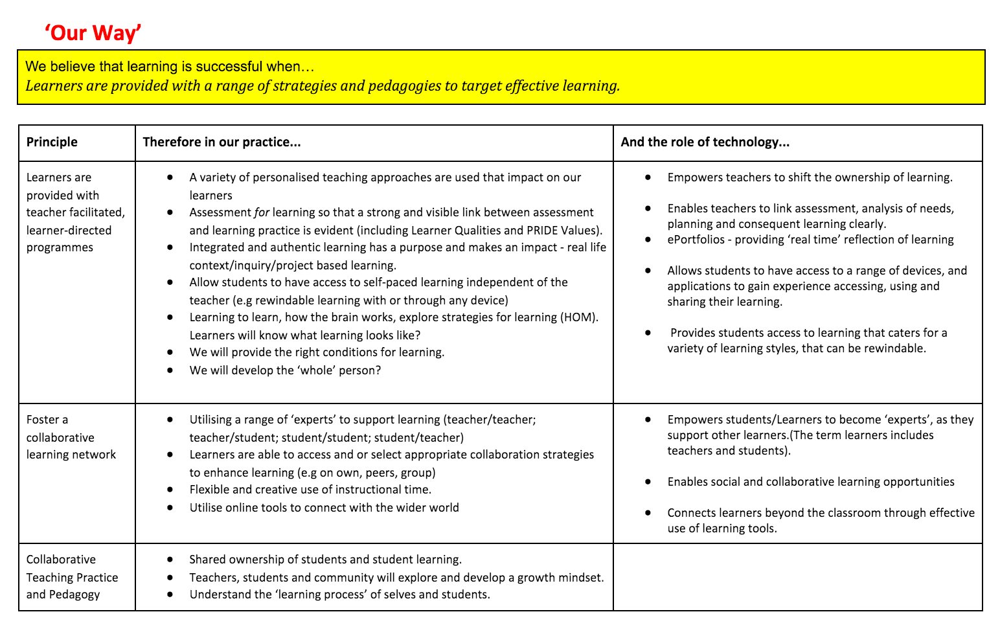 ‘Our Way’
We believe that learning is successful when…
Learners are provided with a range of strategies and pedagogies to target effective learning.
Principle
Therefore in our practice...
And the role of technology...
Learners are
provided with
teacher facilitated,
learner-directed
programmes
● A variety of personalised teaching approaches are used that impact on our
learners
● Assessment for learning so that a strong and visible link between assessment
and learning practice is evident (including Learner Qualities and PRIDE Values).
● Integrated and authentic learning has a purpose and makes an impact - real life
context/inquiry/project based learning.
● Allow students to have access to self-paced learning independent of the
teacher (e.g rewindable learning with or through any device)
● Learning to learn, how the brain works, explore strategies for learning (HOM).
Learners will know what learning looks like?
● We will provide the right conditions for learning.
● We will develop the ‘whole’ person?
● Empowers teachers to shift the ownership of learning.
● Enables teachers to link assessment, analysis of needs,
planning and consequent learning clearly.
● ePortfolios - providing ‘real time’ reflection of learning
● Allows students to have access to a range of devices, and
applications to gain experience accessing, using and
sharing their learning.
● Provides students access to learning that caters for a
variety of learning styles, that can be rewindable.
Foster a
collaborative
learning network
● Utilising a range of ‘experts’ to support learning (teacher/teacher;
teacher/student; student/student; student/teacher)
● Learners are able to access and or select appropriate collaboration strategies
to enhance learning (e.g on own, peers, group)
● Flexible and creative use of instructional time.
● Utilise online tools to connect with the wider world
● Empowers students/Learners to become ‘experts’, as they
support other learners.(The term learners includes
teachers and students).
● Enables social and collaborative learning opportunities
● Connects learners beyond the classroom through effective
use of learning tools.
Collaborative
Teaching Practice
and Pedagogy
● Shared ownership of students and student learning.
● Teachers, students and community will explore and develop a growth mindset.
● Understand the ‘learning process’ of selves and students.